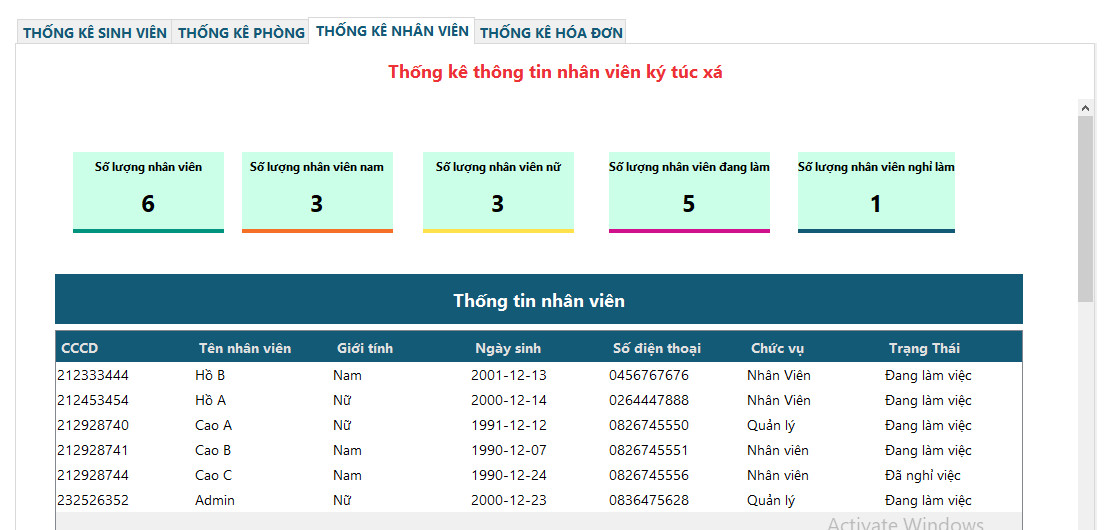 THỐNG KÊ SINH VIÊN THỐNG KÊ PHÒNG THỐNG KÊ NHÂN VIÊN THỐNG KÊ HÓA ĐƠN
Thống kê thông tin nhân viên ký túc xá
Số lượng nhân viên Số lượng nhân viên nam Số lượng nhân viên nữ Số lượng nhân viên đang làm Số lượng nhân viên nghỉ làm
6 3 3 5 1
Thống tin nhân viên
CCCD Tên nhân viên Giới tính Ngày sinh Số điện thoại Chức vụ Trạng Thái
212333444 Hồ B Nam 2001-12-13 0456767676 Nhân Viên Đang làm việc
212453454 Hồ A Nữ 2000-12-14 0264447888 Nhân Viên Đang làm việc
212928740 Cao A Nữ 1991-12-12 0826745550 Quản lý Đang làm việc
212928741 Cao B Nam 1990-12-07 0826745551 Nhân viên Đang làm việc
212928744 Cao C Nam 1990-12-24 0826745556 Nhân viên Đã nghỉ việc
232526352 Admin Nữ 2000-12-23 0836475628 Quản lý Đang làm việc
Activate Windows